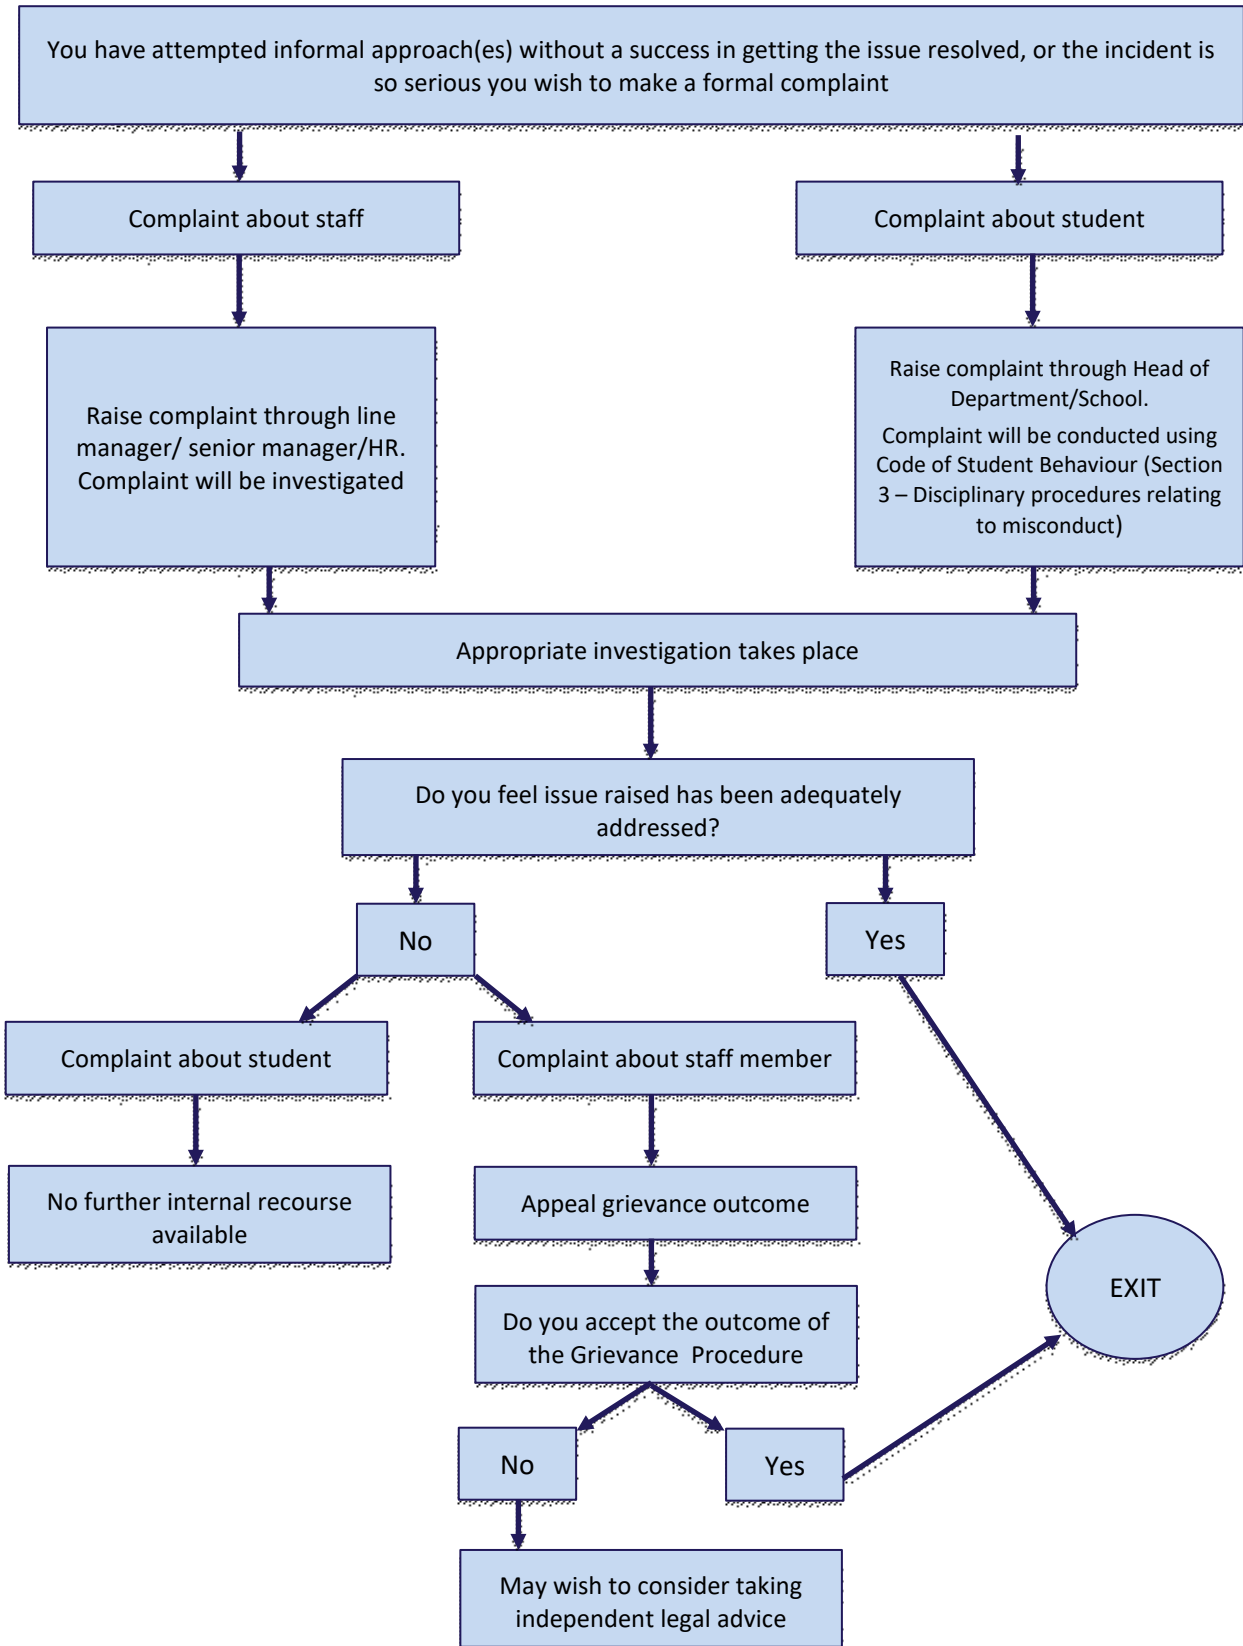 You have attempted informal approach(es) without a success in getting the issue resolved, or the incident is
so serious you wish to make a formal complaint
Complaint about staff
Complaint about student
Raise complaint through line
manager/ senior manager/HR.
Complaint will be investigated
Raise complaint through Head of
Department/School.
Complaint will be conducted using
Code of Student Behaviour (Section
3 – Disciplinary procedures relating
to misconduct)
Appropriate investigation takes place
Do you feel issue raised has been adequately
addressed?
No
Yes
Complaint about student
Complaint about staff member
No further internal recourse
available
Appeal grievance outcome
EXIT
Do you accept the outcome of
the Grievance  Procedure
No
Yes
May wish to consider taking
independent legal advice